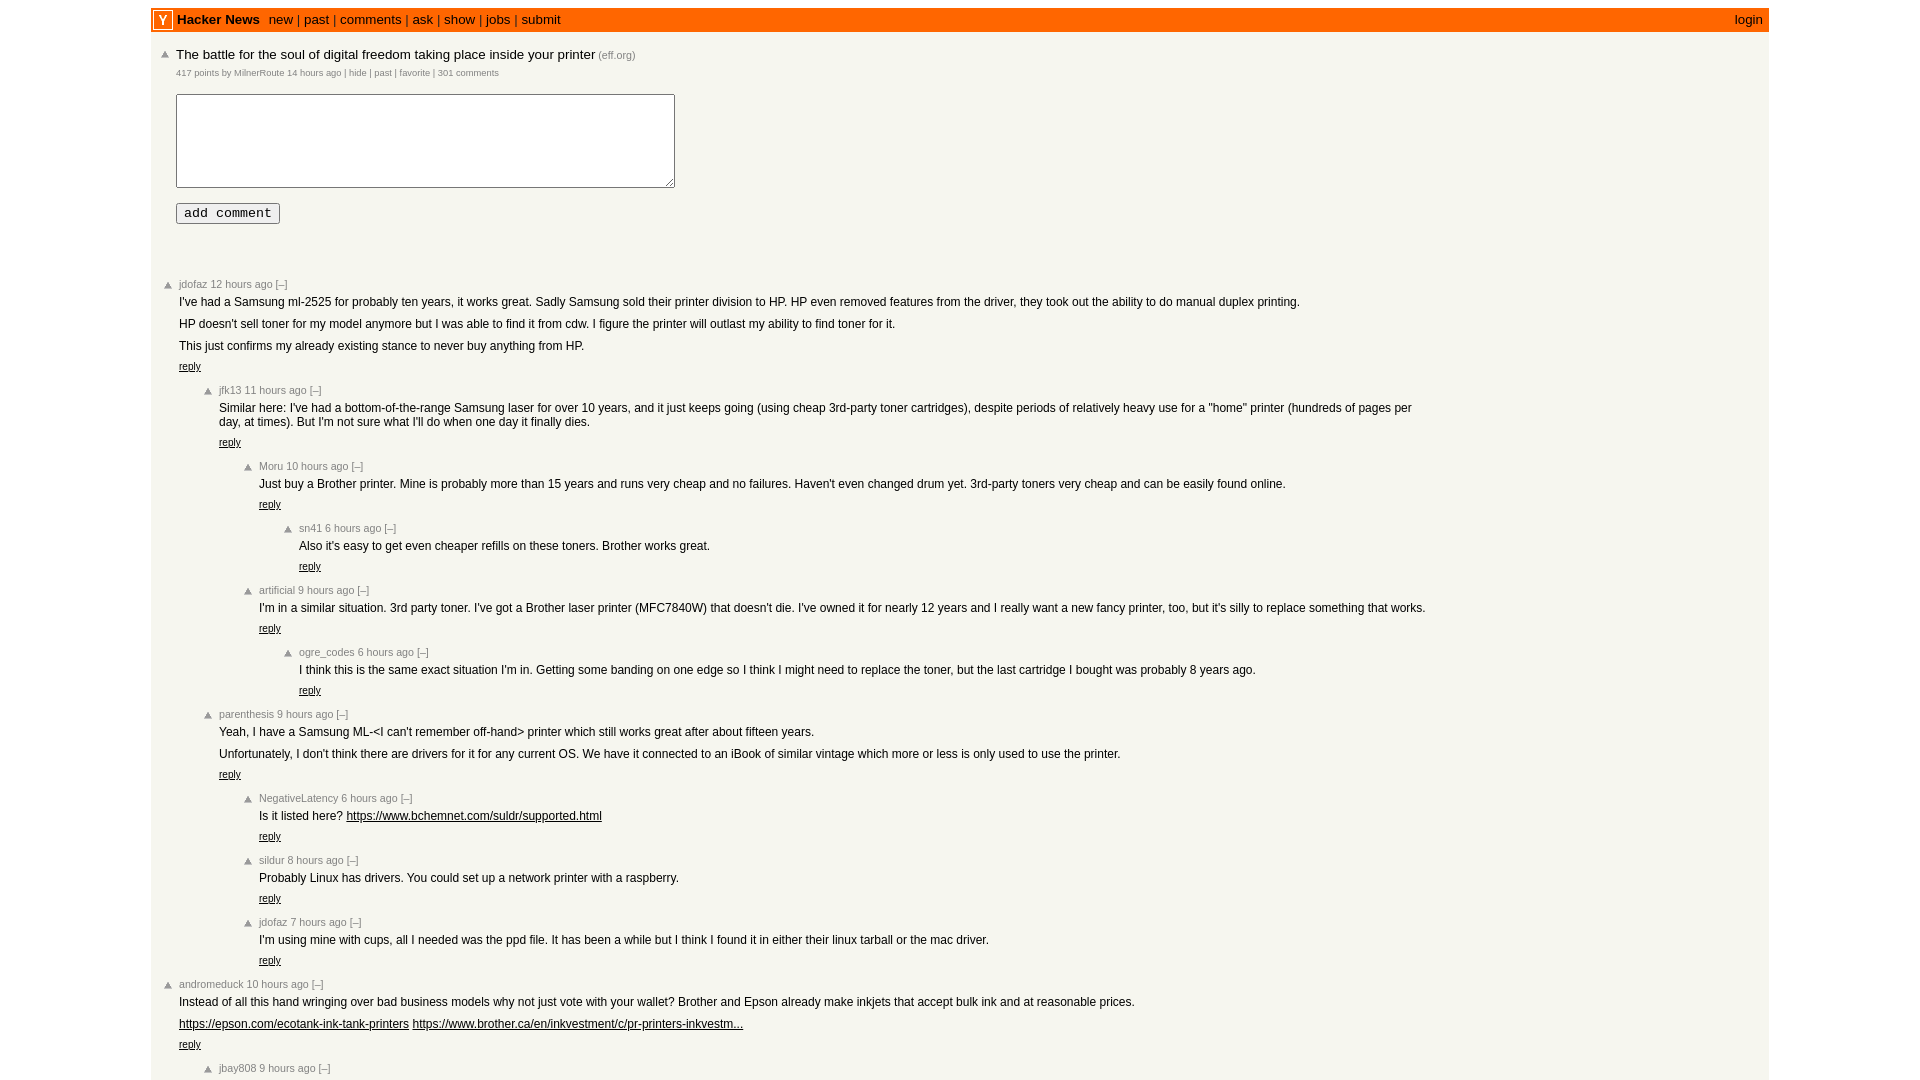 Y Hacker News new | past | comments | ask | show | jobs | submit login
The battle for the soul of digital freedom taking place inside your printer (eff.org)
417 points by MilnerRoute 14 hours ago | hide | past | favorite | 301 comments
add comment
jdofaz 12 hours ago [–]
I've had a Samsung ml-2525 for probably ten years, it works great. Sadly Samsung sold their printer division to HP. HP even removed features from the driver, they took out the ability to do manual duplex printing.
HP doesn't sell toner for my model anymore but I was able to find it from cdw. I figure the printer will outlast my ability to find toner for it.
This just confirms my already existing stance to never buy anything from HP.
reply
jfk13 11 hours ago [–]
Similar here: I've had a bottom-of-the-range Samsung laser for over 10 years, and it just keeps going (using cheap 3rd-party toner cartridges), despite periods of relatively heavy use for a "home" printer (hundreds of pages per
day, at times). But I'm not sure what I'll do when one day it finally dies.
reply
Moru 10 hours ago [–]
Just buy a Brother printer. Mine is probably more than 15 years and runs very cheap and no failures. Haven't even changed drum yet. 3rd-party toners very cheap and can be easily found online.
reply
sn41 6 hours ago [–]
Also it's easy to get even cheaper refills on these toners. Brother works great.
reply
artificial 9 hours ago [–]
I'm in a similar situation. 3rd party toner. I've got a Brother laser printer (MFC7840W) that doesn't die. I've owned it for nearly 12 years and I really want a new fancy printer, too, but it's silly to replace something that works.
reply
ogre_codes 6 hours ago [–]
I think this is the same exact situation I'm in. Getting some banding on one edge so I think I might need to replace the toner, but the last cartridge I bought was probably 8 years ago.
reply
parenthesis 9 hours ago [–]
Yeah, I have a Samsung ML-<I can't remember off-hand> printer which still works great after about fifteen years.
Unfortunately, I don't think there are drivers for it for any current OS. We have it connected to an iBook of similar vintage which more or less is only used to use the printer.
reply
NegativeLatency 6 hours ago [–]
Is it listed here? https://www.bchemnet.com/suldr/supported.html
reply
sildur 8 hours ago [–]
Probably Linux has drivers. You could set up a network printer with a raspberry.
reply
jdofaz 7 hours ago [–]
I'm using mine with cups, all I needed was the ppd file. It has been a while but I think I found it in either their linux tarball or the mac driver.
reply
andromeduck 10 hours ago [–]
Instead of all this hand wringing over bad business models why not just vote with your wallet? Brother and Epson already make inkjets that accept bulk ink and at reasonable prices.
https://epson.com/ecotank-ink-tank-printers https://www.brother.ca/en/inkvestment/c/pr-printers-inkvestm...
reply
jbay808 9 hours ago [–]